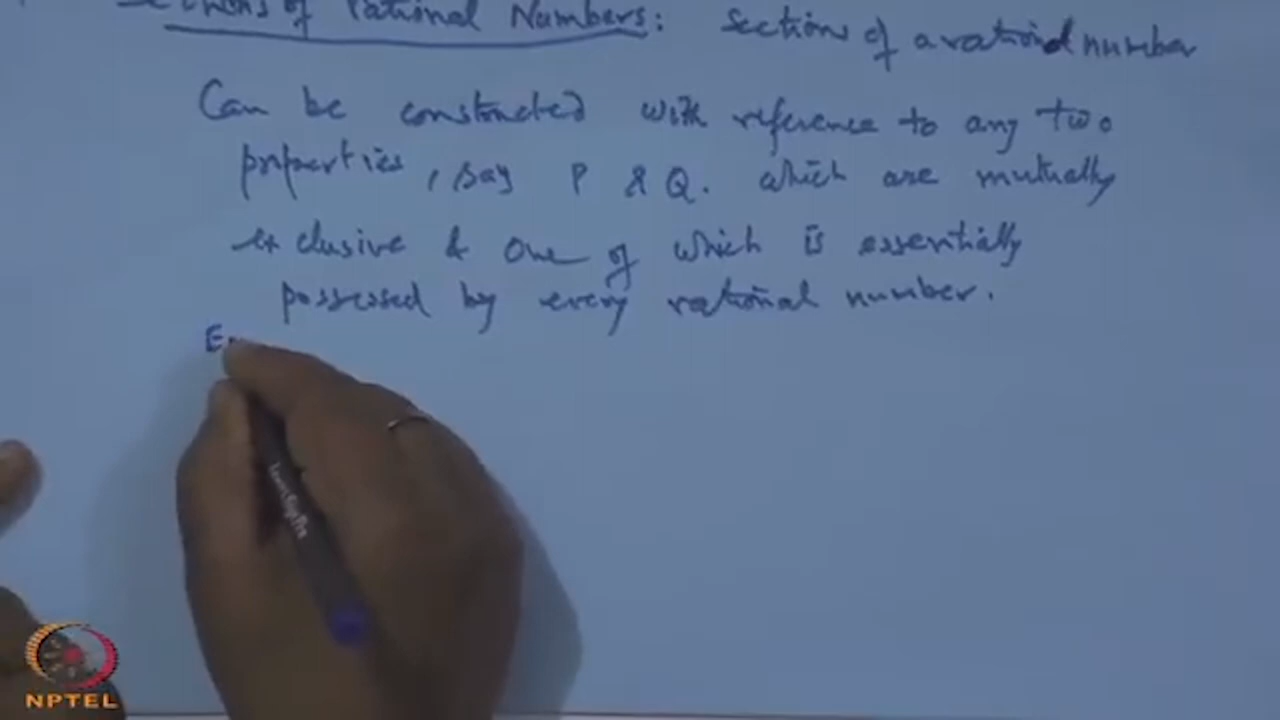 of rational Numbers: Sections of a rational number
Can be constructed with reference to any two
properties, say P & Q. which are mutually
exclusive & one of which is essentially
possessed by every rational number.
NPTEL